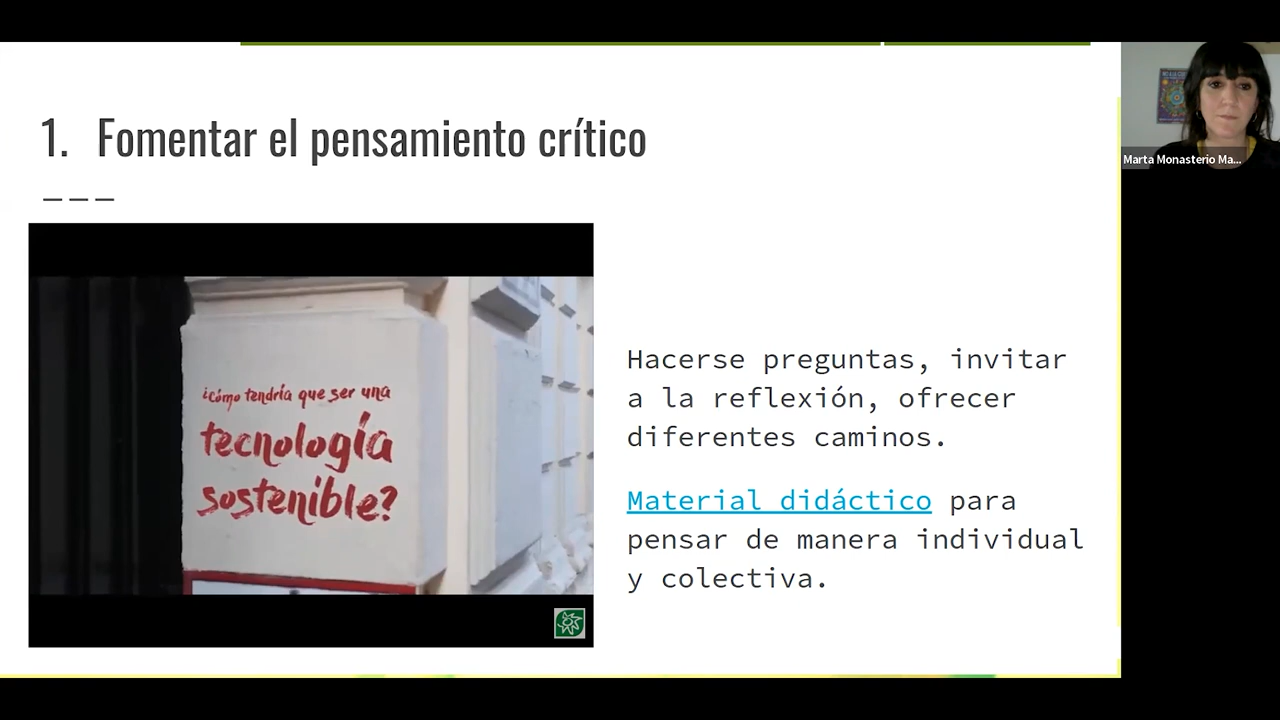 1. Fomentar el pensamiento crítico
¿Cómo tendría que ser una
tecnología
sostenible?
Hacerse preguntas, invitar
a la reflexión, ofrecer
diferentes caminos.
Material didáctico para
pensar de manera individual
y colectiva.
Marta Monasterio Ma...